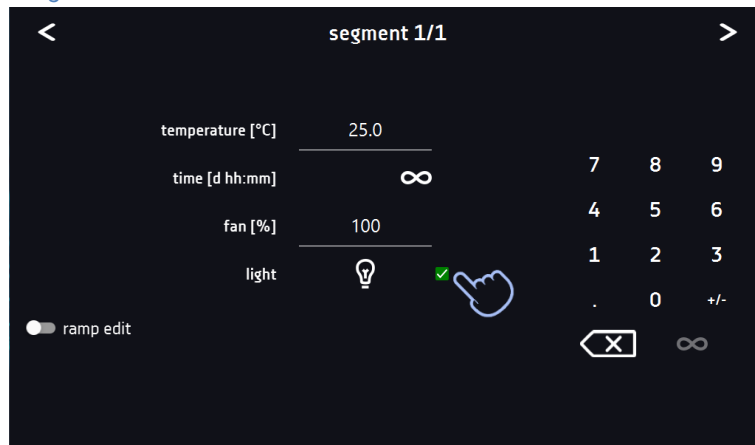 segment 1/1
temperature [°C] 25.0
time [d hh:mm] ∞
fan [%] 100
light
ramp edit
7 8 9
4 5 6
1 2 3
. 0 +/-
∞